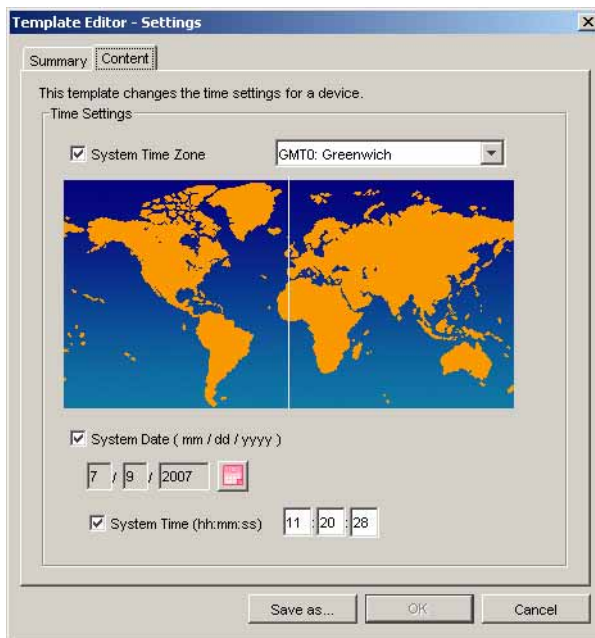 Template Editor - Settings
Summary Content
This template changes the time settings for a device.
Time Settings
System Time Zone GMT0: Greenwich
System Date ( mm / dd / yyyy )
7 / 9 / 2007
System Time (hh:mm:ss) 11 : 20 : 28
Save as... OK Cancel